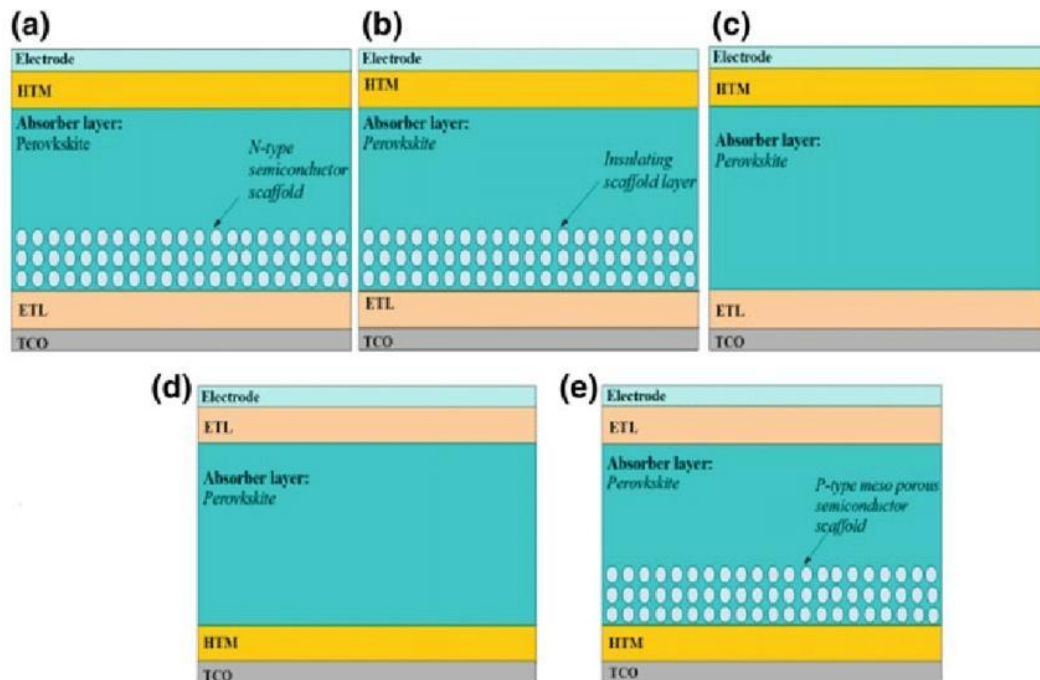 (a)
Electrode
HTM
Absorber layer:
Perovkskite
N-type
semiconductor
scaffold
ETL
TCO
(b)
Electrode
HTM
Absorber layer:
Perovkskite
Insulating
scaffold layer
ETL
TCO
(c)
Electrode
HTM
Absorber layer:
Perovkskite
ETL
TCO
(d)
Electrode
ETL
Absorber layer:
Perovkskite
HTM
TCO
(e)
Electrode
ETL
Absorber layer:
Perovkskite
P-type meso porous
semiconductor
scaffold
HTM
TCO